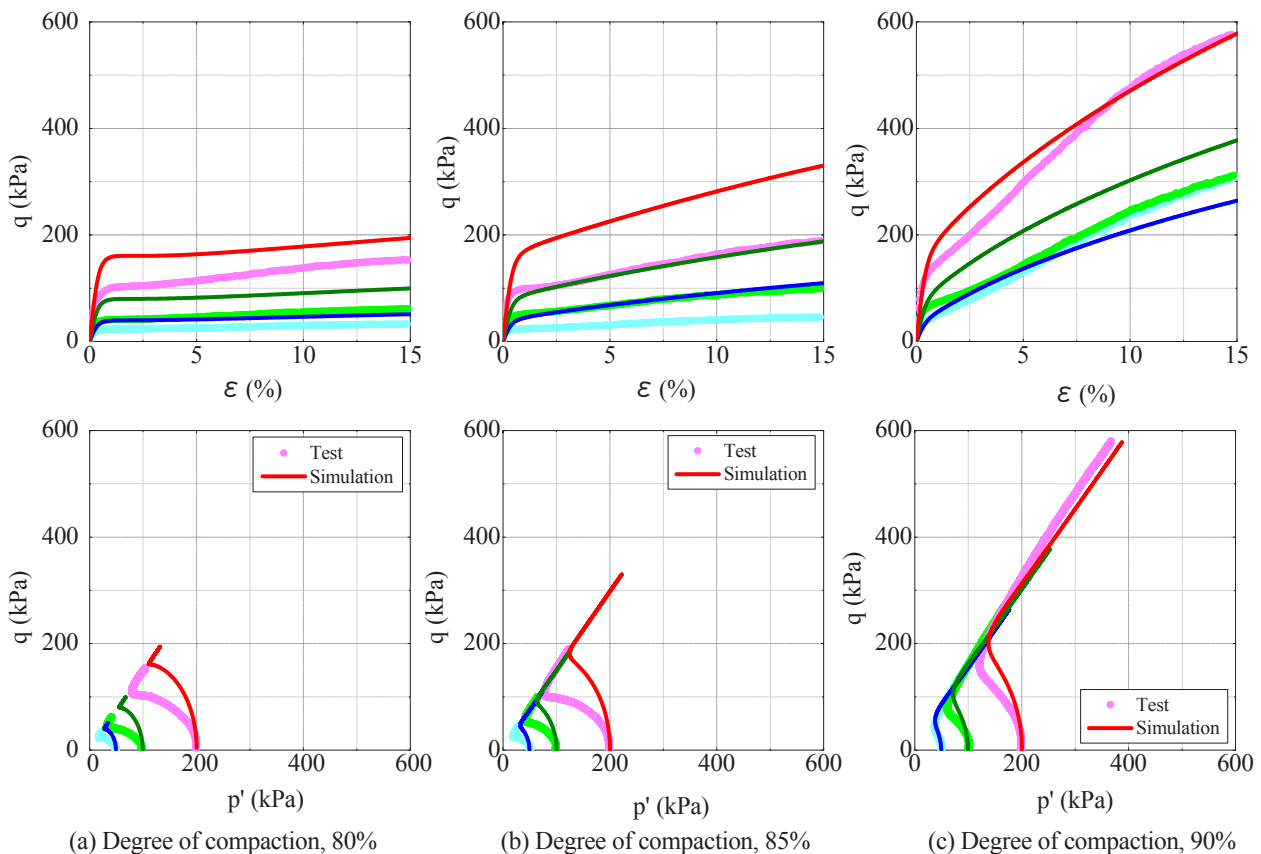 600
400
200
0
q (kPa)
0
5
10
15
ε (%)
600
400
200
0
q (kPa)
0
5
10
15
ε (%)
600
400
200
0
q (kPa)
0
5
10
15
ε (%)
600
400
200
0
q (kPa)
Test
Simulation
0
200
400
600
p' (kPa)
(a) Degree of compaction, 80%
600
400
200
0
q (kPa)
Test
Simulation
0
200
400
600
p' (kPa)
(b) Degree of compaction, 85%
600
400
200
0
q (kPa)
Test
Simulation
0
200
400
600
p' (kPa)
(c) Degree of compaction, 90%